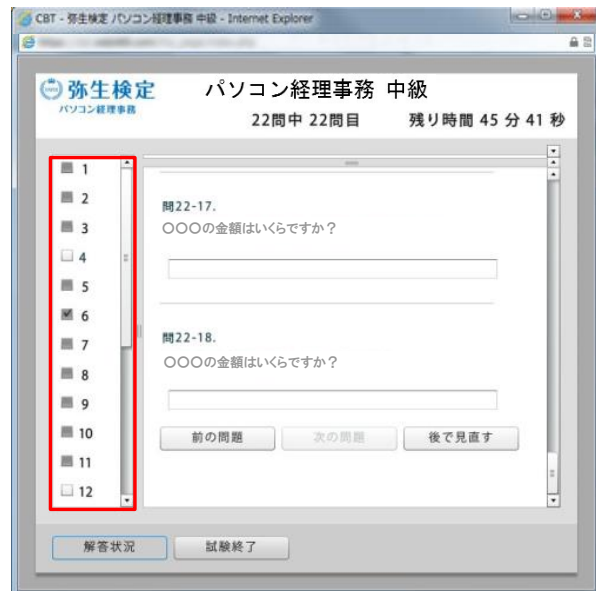 CBT - 弥生検定 パソコン経理事務 中級 - Internet Explorer
弥生検定
パソコン経理事務
パソコン経理事務 中級
22問中 22問目 残り時間 45 分 41 秒
1
2
3
4
5
6
7
8
9
10
11
12
問22-17.
〇〇〇の金額はいくらですか？
問22-18.
〇〇〇の金額はいくらですか？
前の問題 次の問題 後で見直す
解答状況 試験終了